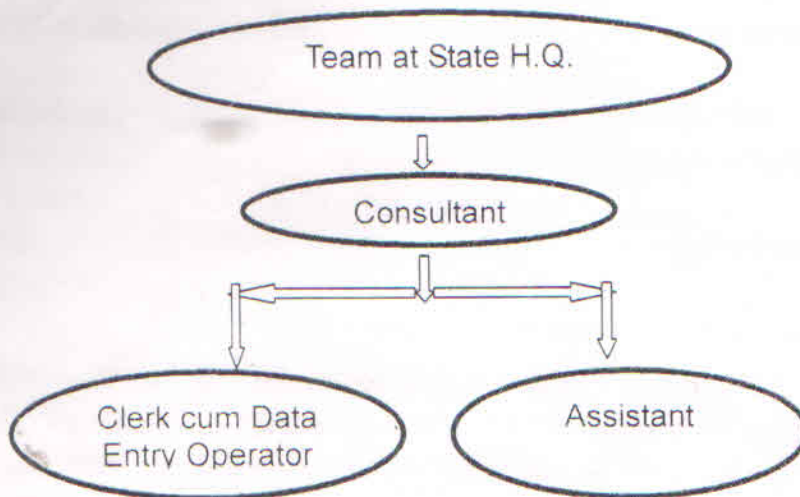 Team at State H.Q.
Consultant
Clerk cum Data
Entry Operator
Assistant